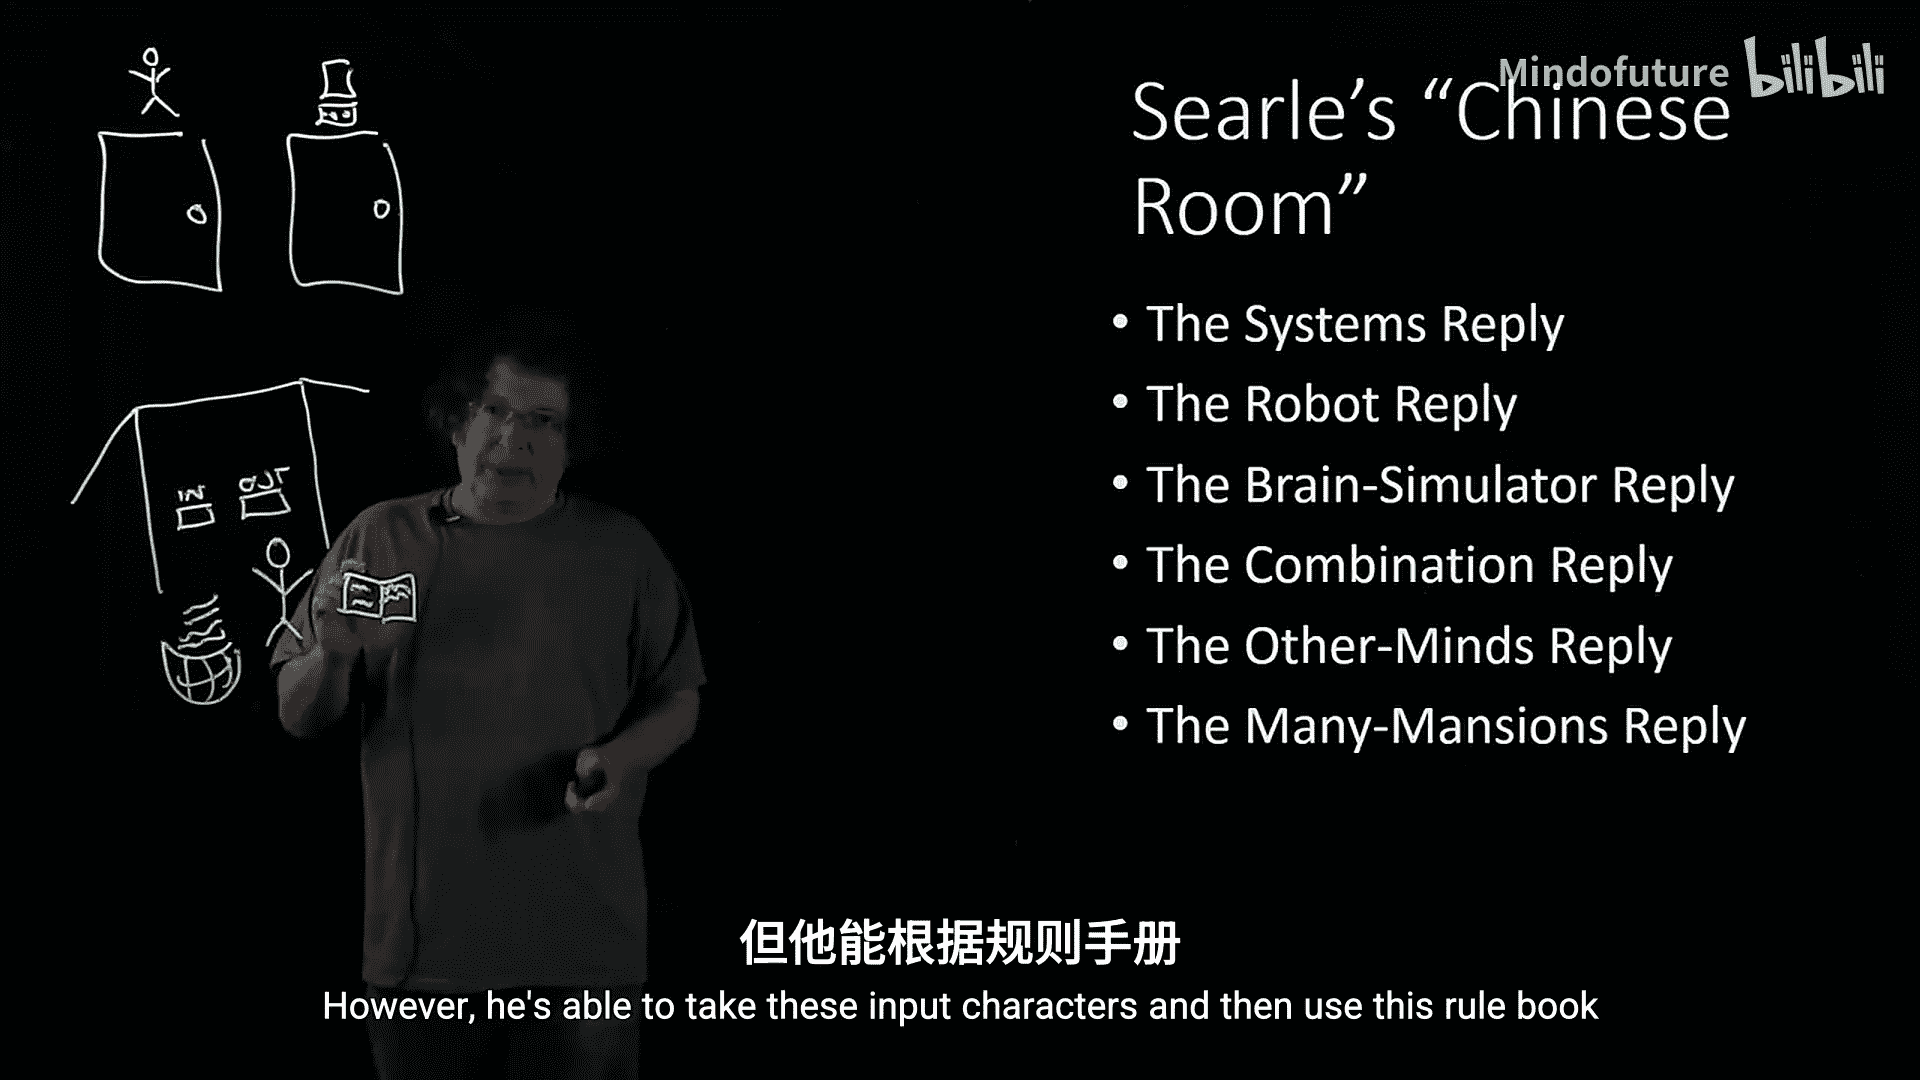 Mindofuture bilibili
Searle's “Chinese
Room”
• The Systems Reply
• The Robot Reply
• The Brain-Simulator Reply
• The Combination Reply
• The Other-Minds Reply
• The Many-Mansions Reply
IN OUT
但他能根据规则手册
However, he's able to take these input characters and then use this rule book